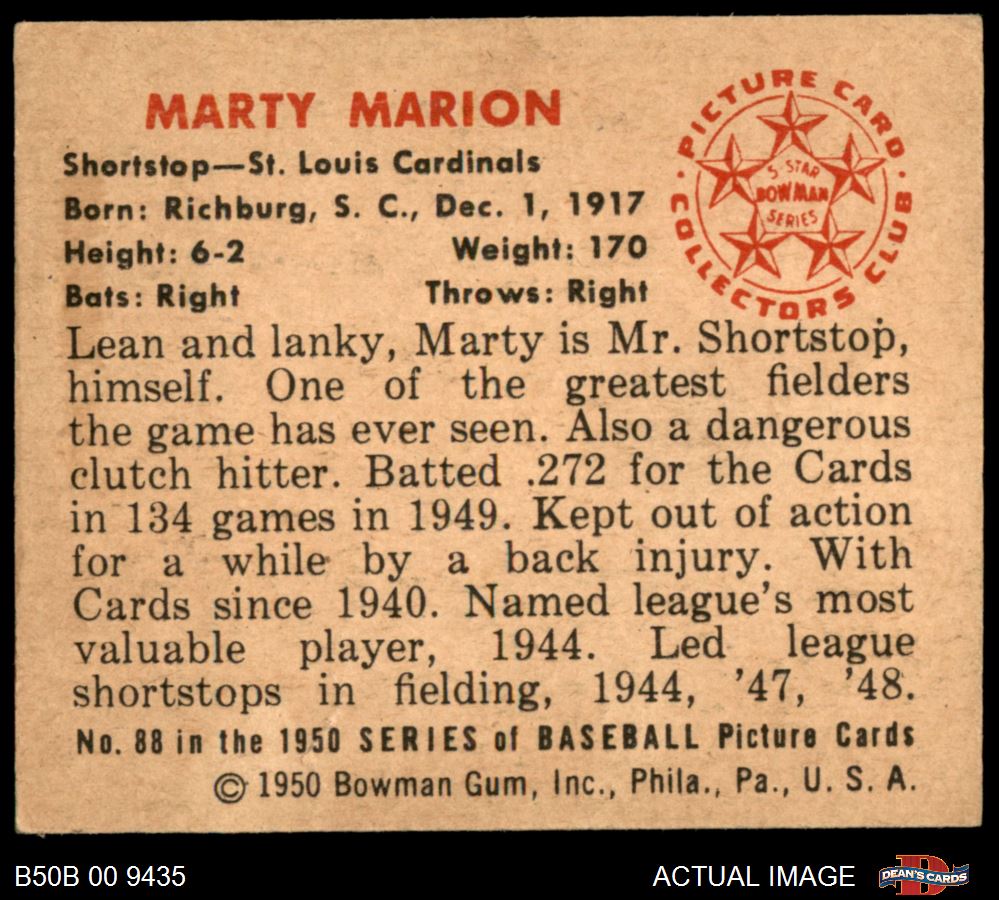 MARTY MARION
Shortstop—St. Louis Cardinals
Born: Richburg, S. C., Dec. 1, 1917
Height: 6-2 Weight: 170
Bats: Right Throws: Right
PICTURE CARD
COLLECTORS CLUB
5-STAR
BOWMAN
SERIES
Lean and lanky, Marty is Mr. Shortstop,
himself. One of the greatest fielders
the game has ever seen. Also a dangerous
clutch hitter. Batted .272 for the Cards
in 134 games in 1949. Kept out of action
for a while by a back injury. With
Cards since 1940. Named league's most
valuable player, 1944. Led league
shortstops in fielding, 1944, '47, '48.
No. 88 in the 1950 SERIES of BASEBALL Picture Cards
© 1950 Bowman Gum, Inc., Phila., Pa., U. S. A.
B50B 00 9435 ACTUAL IMAGE
D
DEAN'S CARDS